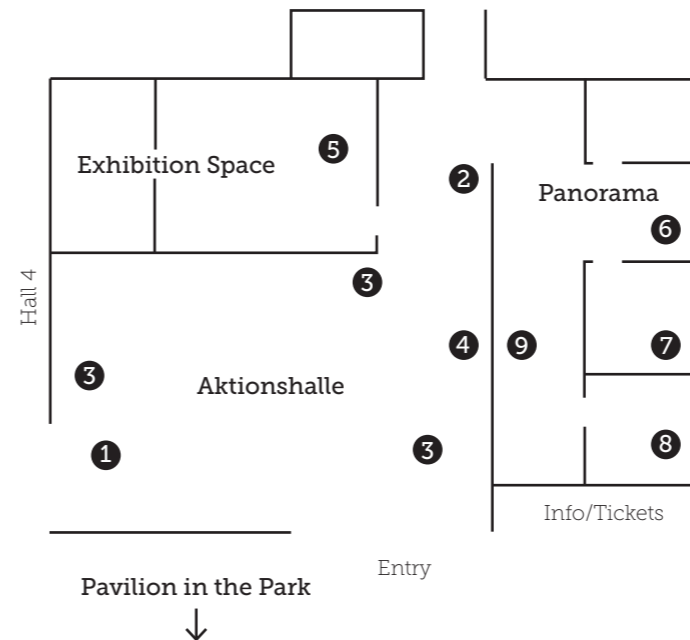 5
Exhibition Space
2
Panorama
6
3
Hall 4
4
9
7
3
Aktionshalle
1
3
8
Info/Tickets
Entry
Pavilion in the Park